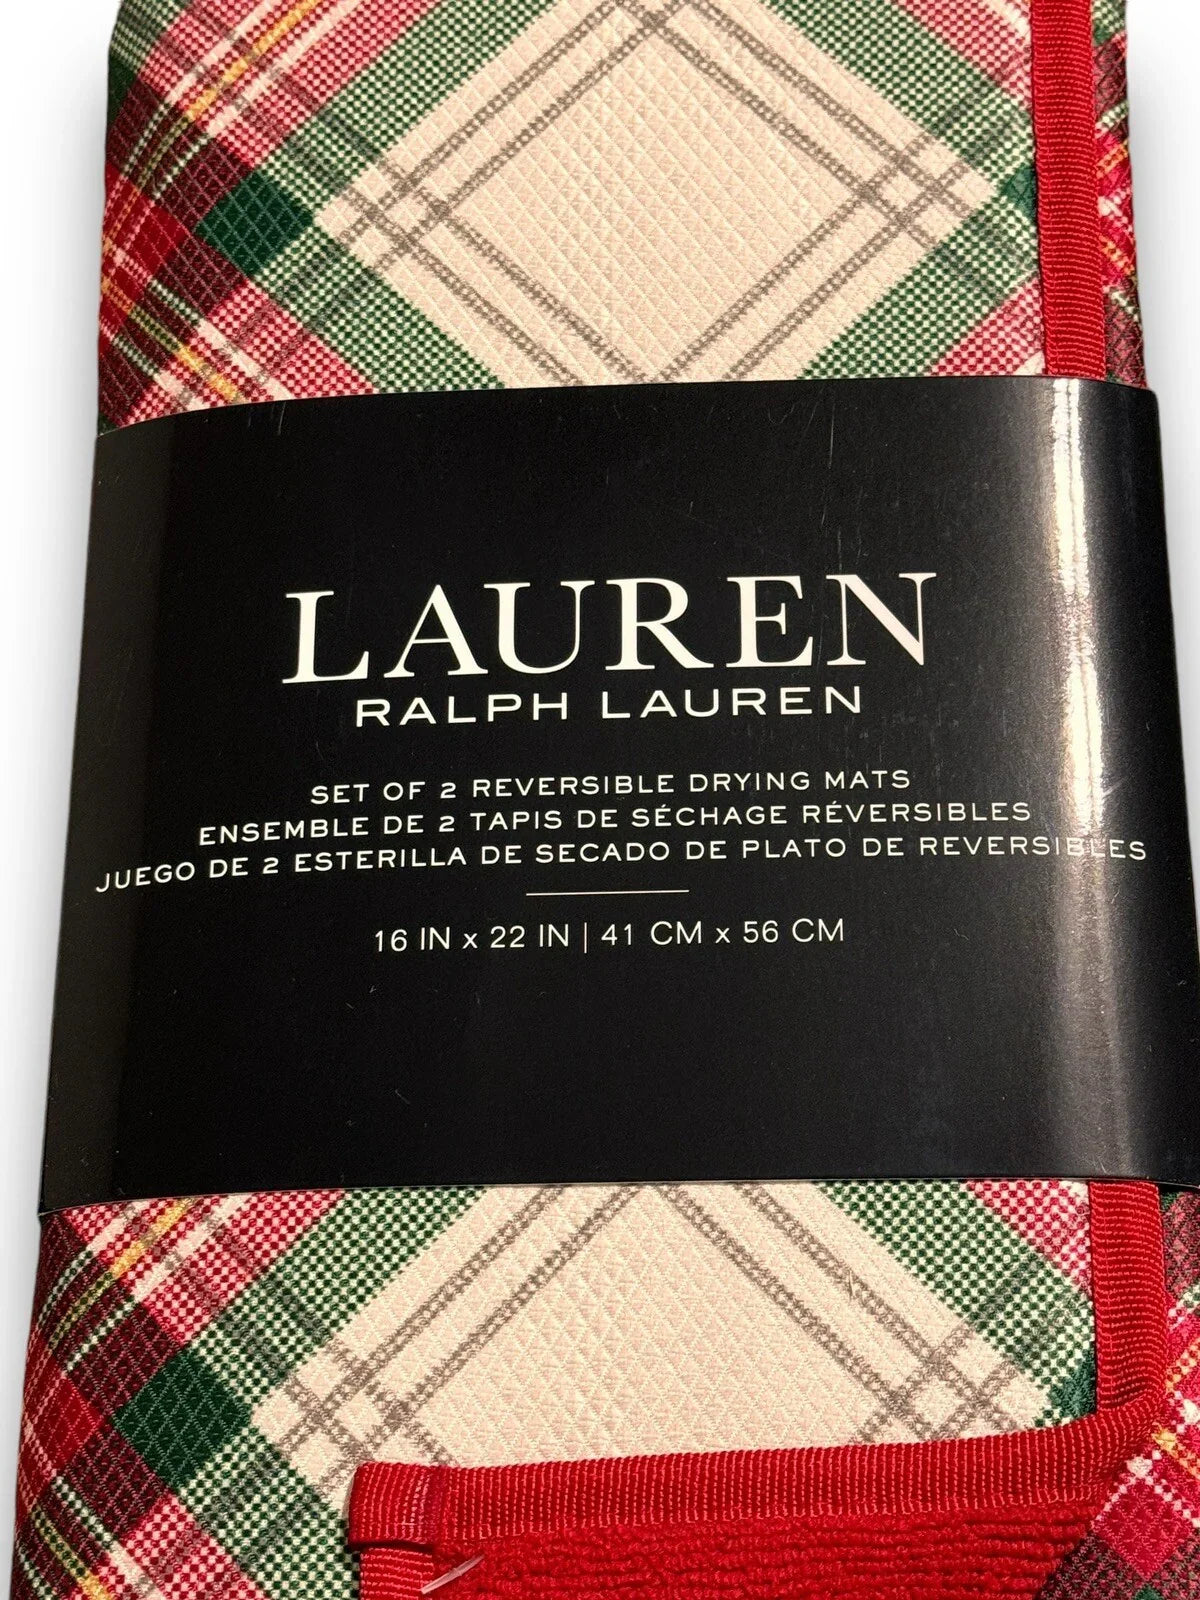 LAUREN
RALPH LAUREN
SET OF 2 REVERSIBLE DRYING MATS
ENSEMBLE DE 2 TAPIS DE SÉCHAGE RÉVERSIBLES
JUEGO DE 2 ESTERILLA DE SECADO DE PLATO DE REVERSIBLES
16 IN x 22 IN | 41 CM x 56 CM